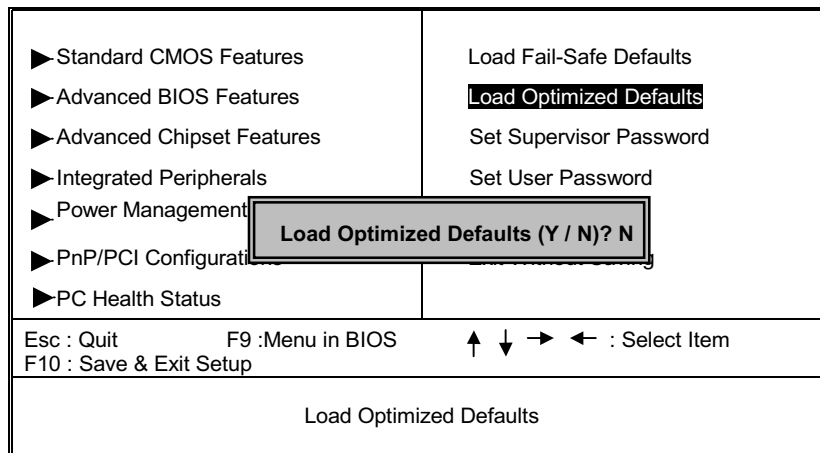 Standard CMOS Features
Advanced BIOS Features
Advanced Chipset Features
Integrated Peripherals
Power Management
PnP/PCI
PC Health Status
Load Fail-Safe Defaults
Load Optimized Defaults
Set Supervisor Password
Set User Password
Load Optimized Defaults (Y / N)? N
Esc : Quit F9 :Menu in BIOS : Select Item
F10 : Save & Exit Setup
Load Optimized Defaults